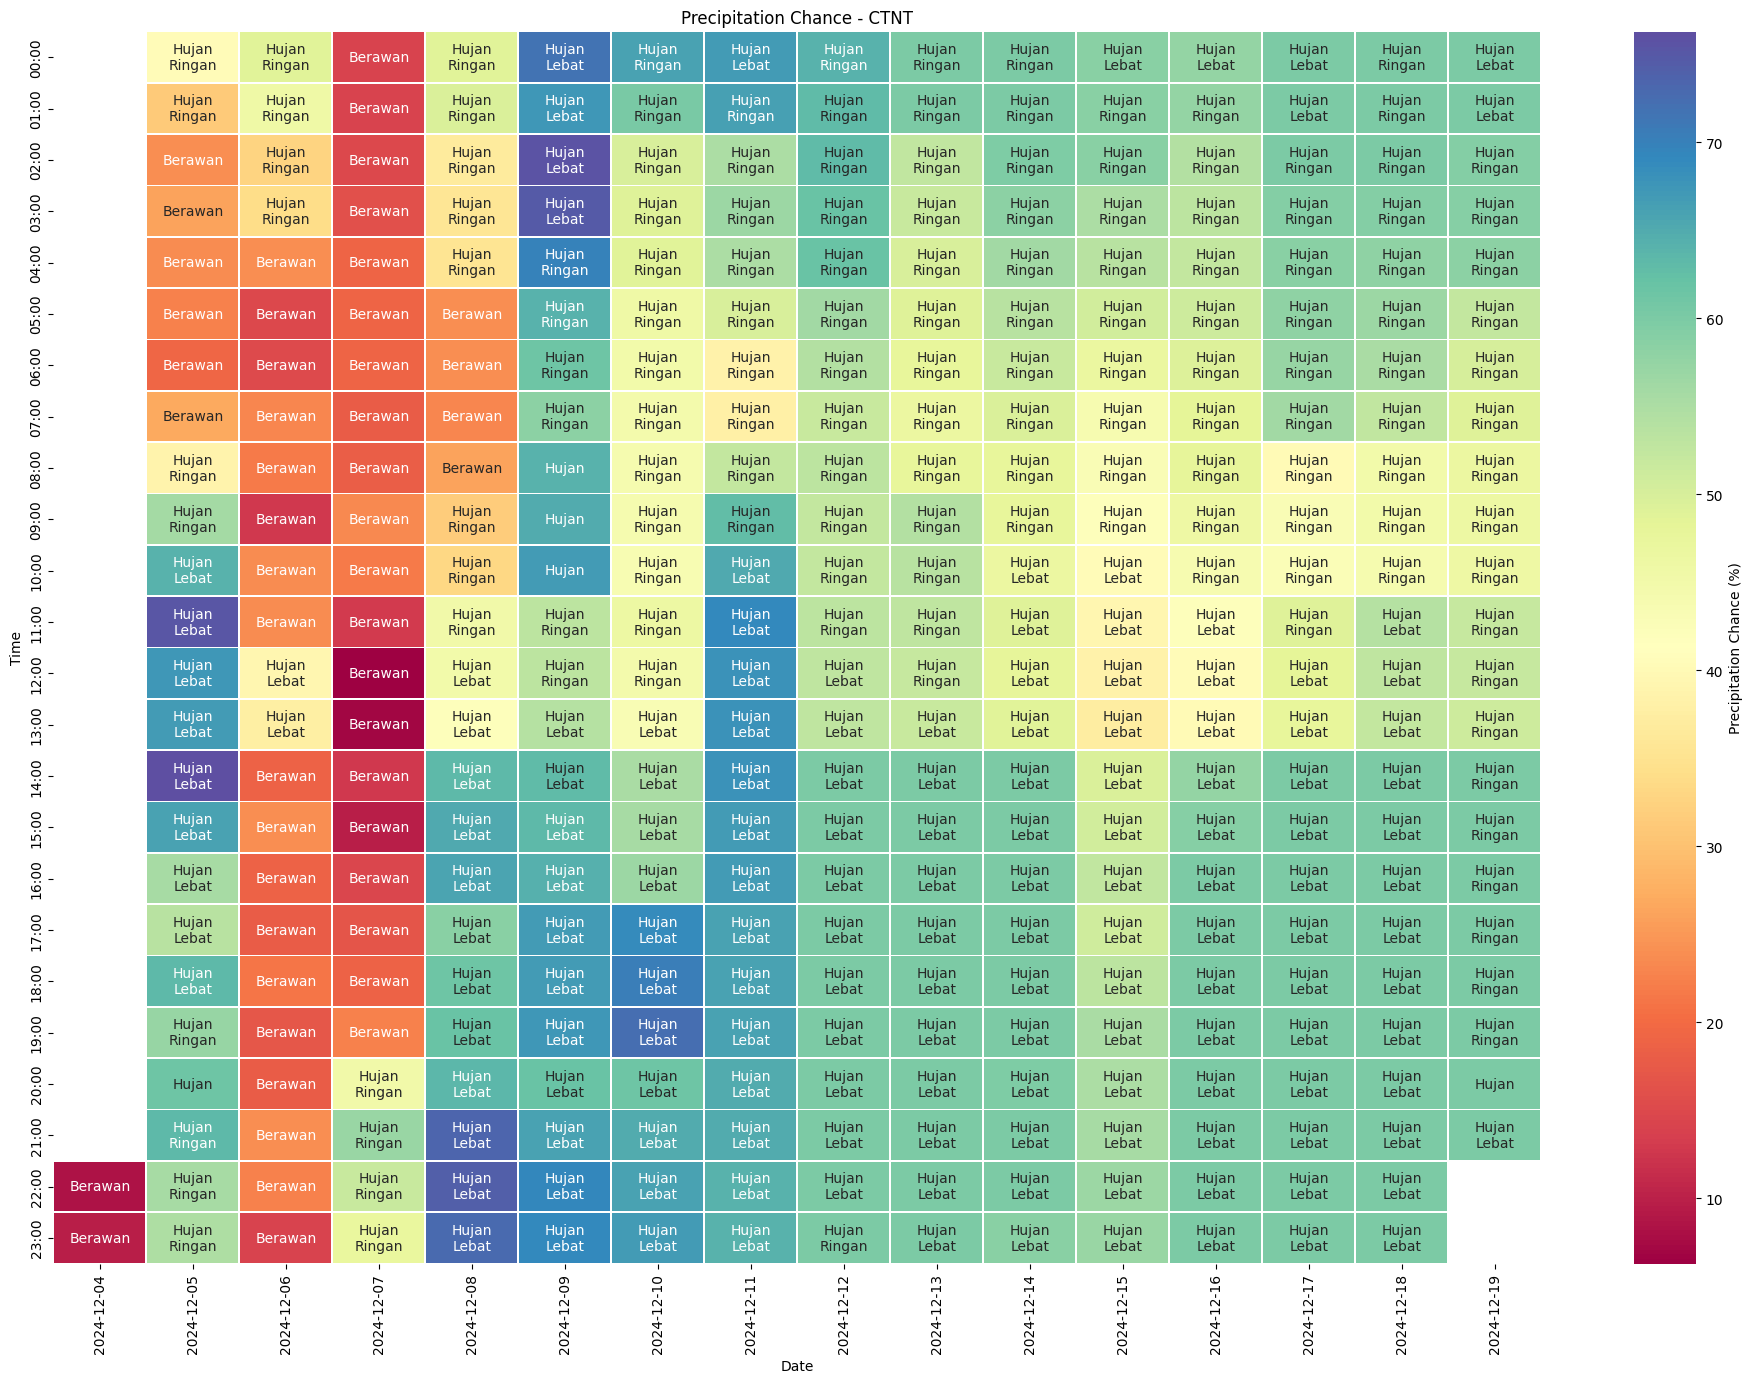 Precipitation Chance - CTNT
00:00 Hujan Ringan Hujan Ringan Berawan Hujan Ringan Hujan Lebat Hujan Ringan Hujan Lebat Hujan Ringan Hujan Ringan Hujan Ringan Hujan Lebat Hujan Lebat Hujan Lebat Hujan Ringan Hujan Lebat
01:00 Hujan Ringan Hujan Ringan Berawan Hujan Ringan Hujan Lebat Hujan Ringan Hujan Ringan Hujan Ringan Hujan Ringan Hujan Ringan Hujan Ringan Hujan Ringan Hujan Lebat Hujan Ringan Hujan Lebat
02:00 Berawan Hujan Ringan Berawan Hujan Ringan Hujan Lebat Hujan Ringan Hujan Ringan Hujan Ringan Hujan Ringan Hujan Ringan Hujan Ringan Hujan Ringan Hujan Ringan Hujan Ringan Hujan Ringan
03:00 Berawan Hujan Ringan Berawan Hujan Ringan Hujan Lebat Hujan Ringan Hujan Ringan Hujan Ringan Hujan Ringan Hujan Ringan Hujan Ringan Hujan Ringan Hujan Ringan Hujan Ringan Hujan Ringan
04:00 Berawan Berawan Berawan Hujan Ringan Hujan Ringan Hujan Ringan Hujan Ringan Hujan Ringan Hujan Ringan Hujan Ringan Hujan Ringan Hujan Ringan Hujan Ringan Hujan Ringan Hujan Ringan
05:00 Berawan Berawan Berawan Berawan Hujan Ringan Hujan Ringan Hujan Ringan Hujan Ringan Hujan Ringan Hujan Ringan Hujan Ringan Hujan Ringan Hujan Ringan Hujan Ringan Hujan Ringan
06:00 Berawan Berawan Berawan Berawan Hujan Ringan Hujan Ringan Hujan Ringan Hujan Ringan Hujan Ringan Hujan Ringan Hujan Ringan Hujan Ringan Hujan Ringan Hujan Ringan Hujan Ringan
07:00 Berawan Berawan Berawan Berawan Hujan Ringan Hujan Ringan Hujan Ringan Hujan Ringan Hujan Ringan Hujan Ringan Hujan Ringan Hujan Ringan Hujan Ringan Hujan Ringan Hujan Ringan
08:00 Hujan Ringan Berawan Berawan Berawan Hujan Hujan Ringan Hujan Ringan Hujan Ringan Hujan Ringan Hujan Ringan Hujan Ringan Hujan Ringan Hujan Ringan Hujan Ringan Hujan Ringan
09:00 Hujan Ringan Berawan Berawan Hujan Ringan Hujan Hujan Ringan Hujan Ringan Hujan Ringan Hujan Ringan Hujan Ringan Hujan Ringan Hujan Ringan Hujan Ringan Hujan Ringan Hujan Ringan
10:00 Hujan Lebat Berawan Berawan Hujan Ringan Hujan Hujan Ringan Hujan Lebat Hujan Ringan Hujan Ringan Hujan Lebat Hujan Lebat Hujan Ringan Hujan Ringan Hujan Ringan Hujan Ringan
11:00 Hujan Lebat Berawan Berawan Hujan Ringan Hujan Ringan Hujan Ringan Hujan Lebat Hujan Ringan Hujan Ringan Hujan Lebat Hujan Lebat Hujan Lebat Hujan Ringan Hujan Lebat Hujan Ringan
12:00 Hujan Lebat Hujan Lebat Berawan Hujan Lebat Hujan Ringan Hujan Ringan Hujan Lebat Hujan Lebat Hujan Ringan Hujan Lebat Hujan Lebat Hujan Lebat Hujan Lebat Hujan Lebat Hujan Ringan
13:00 Hujan Lebat Hujan Lebat Berawan Hujan Lebat Hujan Lebat Hujan Lebat Hujan Lebat Hujan Lebat Hujan Lebat Hujan Lebat Hujan Lebat Hujan Lebat Hujan Lebat Hujan Lebat Hujan Ringan
14:00 Hujan Lebat Berawan Berawan Hujan Lebat Hujan Lebat Hujan Lebat Hujan Lebat Hujan Lebat Hujan Lebat Hujan Lebat Hujan Lebat Hujan Lebat Hujan Lebat Hujan Lebat Hujan Ringan
15:00 Hujan Lebat Berawan Berawan Hujan Lebat Hujan Lebat Hujan Lebat Hujan Lebat Hujan Lebat Hujan Lebat Hujan Lebat Hujan Lebat Hujan Lebat Hujan Lebat Hujan Lebat Hujan Ringan
16:00 Hujan Lebat Berawan Berawan Hujan Lebat Hujan Lebat Hujan Lebat Hujan Lebat Hujan Lebat Hujan Lebat Hujan Lebat Hujan Lebat Hujan Lebat Hujan Lebat Hujan Lebat Hujan Ringan
17:00 Hujan Lebat Berawan Berawan Hujan Lebat Hujan Lebat Hujan Lebat Hujan Lebat Hujan Lebat Hujan Lebat Hujan Lebat Hujan Lebat Hujan Lebat Hujan Lebat Hujan Lebat Hujan Ringan
18:00 Hujan Lebat Berawan Berawan Hujan Lebat Hujan Lebat Hujan Lebat Hujan Lebat Hujan Lebat Hujan Lebat Hujan Lebat Hujan Lebat Hujan Lebat Hujan Lebat Hujan Lebat Hujan Ringan
19:00 Hujan Ringan Berawan Berawan Hujan Lebat Hujan Lebat Hujan Lebat Hujan Lebat Hujan Lebat Hujan Lebat Hujan Lebat Hujan Lebat Hujan Lebat Hujan Lebat Hujan Lebat Hujan Ringan
20:00 Hujan Berawan Hujan Ringan Hujan Lebat Hujan Lebat Hujan Lebat Hujan Lebat Hujan Lebat Hujan Lebat Hujan Lebat Hujan Lebat Hujan Lebat Hujan Lebat Hujan Lebat Hujan
21:00 Hujan Ringan Berawan Hujan Ringan Hujan Lebat Hujan Lebat Hujan Lebat Hujan Lebat Hujan Lebat Hujan Lebat Hujan Lebat Hujan Lebat Hujan Lebat Hujan Lebat Hujan Lebat Hujan Lebat
22:00 Berawan Hujan Ringan Berawan Hujan Ringan Hujan Lebat Hujan Lebat Hujan Lebat Hujan Lebat Hujan Lebat Hujan Lebat Hujan Lebat Hujan Lebat Hujan Lebat Hujan Lebat Hujan Lebat
23:00 Berawan Hujan Ringan Berawan Hujan Ringan Hujan Lebat Hujan Lebat Hujan Lebat Hujan Lebat Hujan Ringan Hujan Lebat Hujan Lebat Hujan Lebat Hujan Lebat Hujan Lebat Hujan Lebat
Time
2024-12-04 2024-12-05 2024-12-06 2024-12-07 2024-12-08 2024-12-09 2024-12-10 2024-12-11 2024-12-12 2024-12-13 2024-12-14 2024-12-15 2024-12-16 2024-12-17 2024-12-18 2024-12-19
Date
70
60
50
40
30
20
10
Precipitation Chance (%)